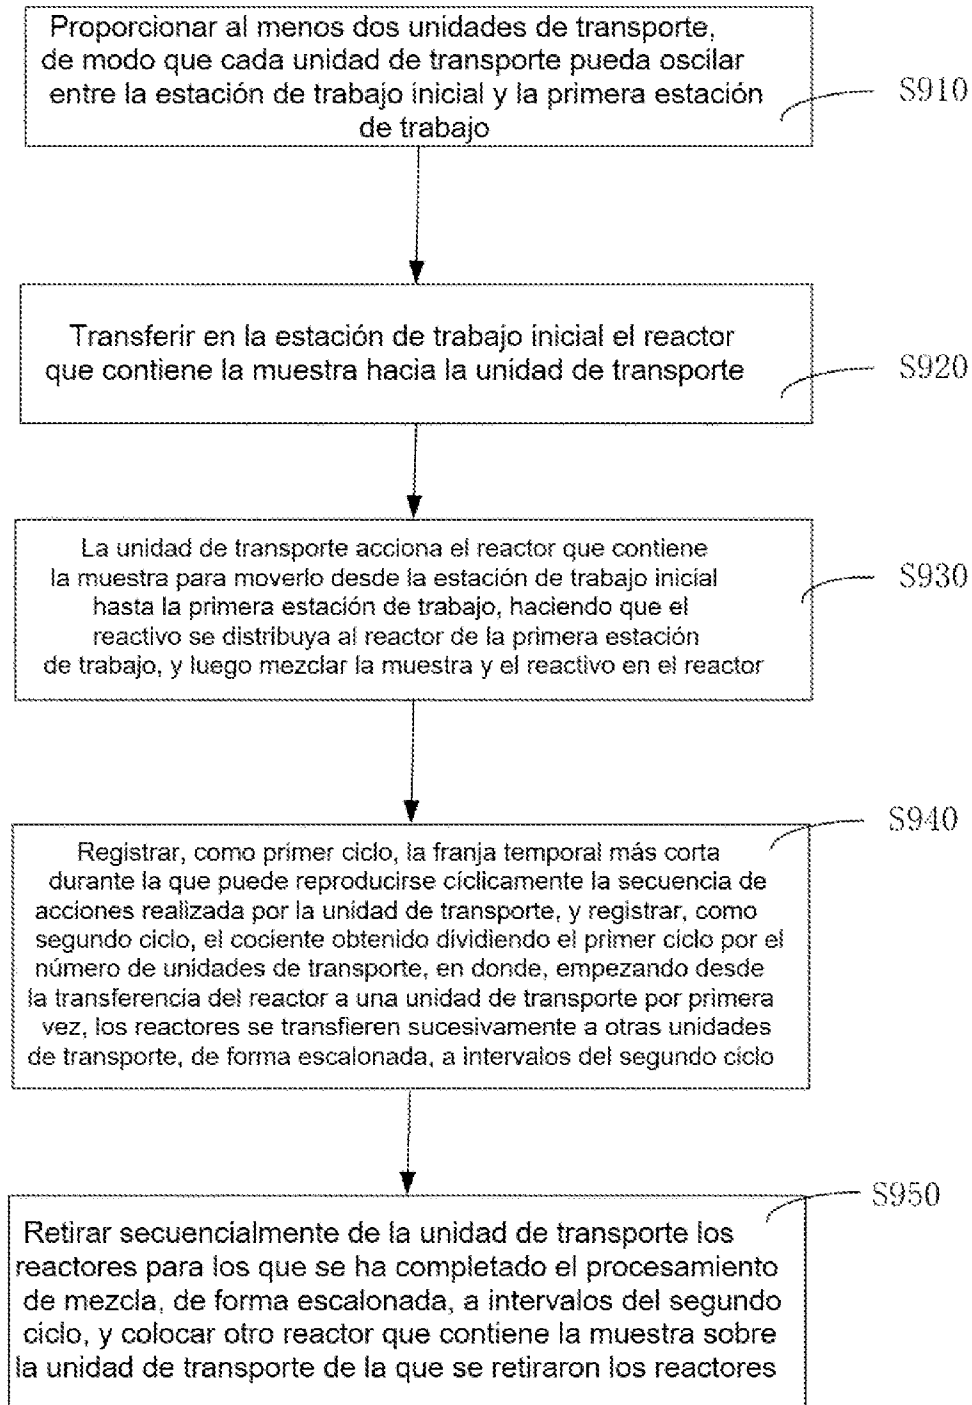 Proporcionar al menos dos unidades de transporte,
de modo que cada unidad de transporte pueda oscilar
entre la estación de trabajo inicial y la primera estación
de trabajo
S910
Transferir en la estación de trabajo inicial el reactor
que contiene la muestra hacia la unidad de transporte
S920
La unidad de transporte acciona el reactor que contiene
la muestra para moverlo desde la estación de trabajo inicial
hasta la primera estación de trabajo, haciendo que el
reactivo se distribuya al reactor de la primera estación
de trabajo, y luego mezclar la muestra y el reactivo en el reactor
S930
Registrar, como primer ciclo, la franja temporal más corta
durante la que puede reproducirse cíclicamente la secuencia de
acciones realizada por la unidad de transporte, y registrar, como
segundo ciclo, el cociente obtenido dividiendo el primer ciclo por el
número de unidades de transporte, en donde, empezando desde
la transferencia del reactor a una unidad de transporte por primera
vez, los reactores se transfieren sucesivamente a otras unidades
de transporte, de forma escalonada, a intervalos del segundo ciclo
S940
Retirar secuencialmente de la unidad de transporte los
reactores para los que se ha completado el procesamiento
de mezcla, de forma escalonada, a intervalos del segundo
ciclo, y colocar otro reactor que contiene la muestra sobre
la unidad de transporte de la que se retiraron los reactores
S950